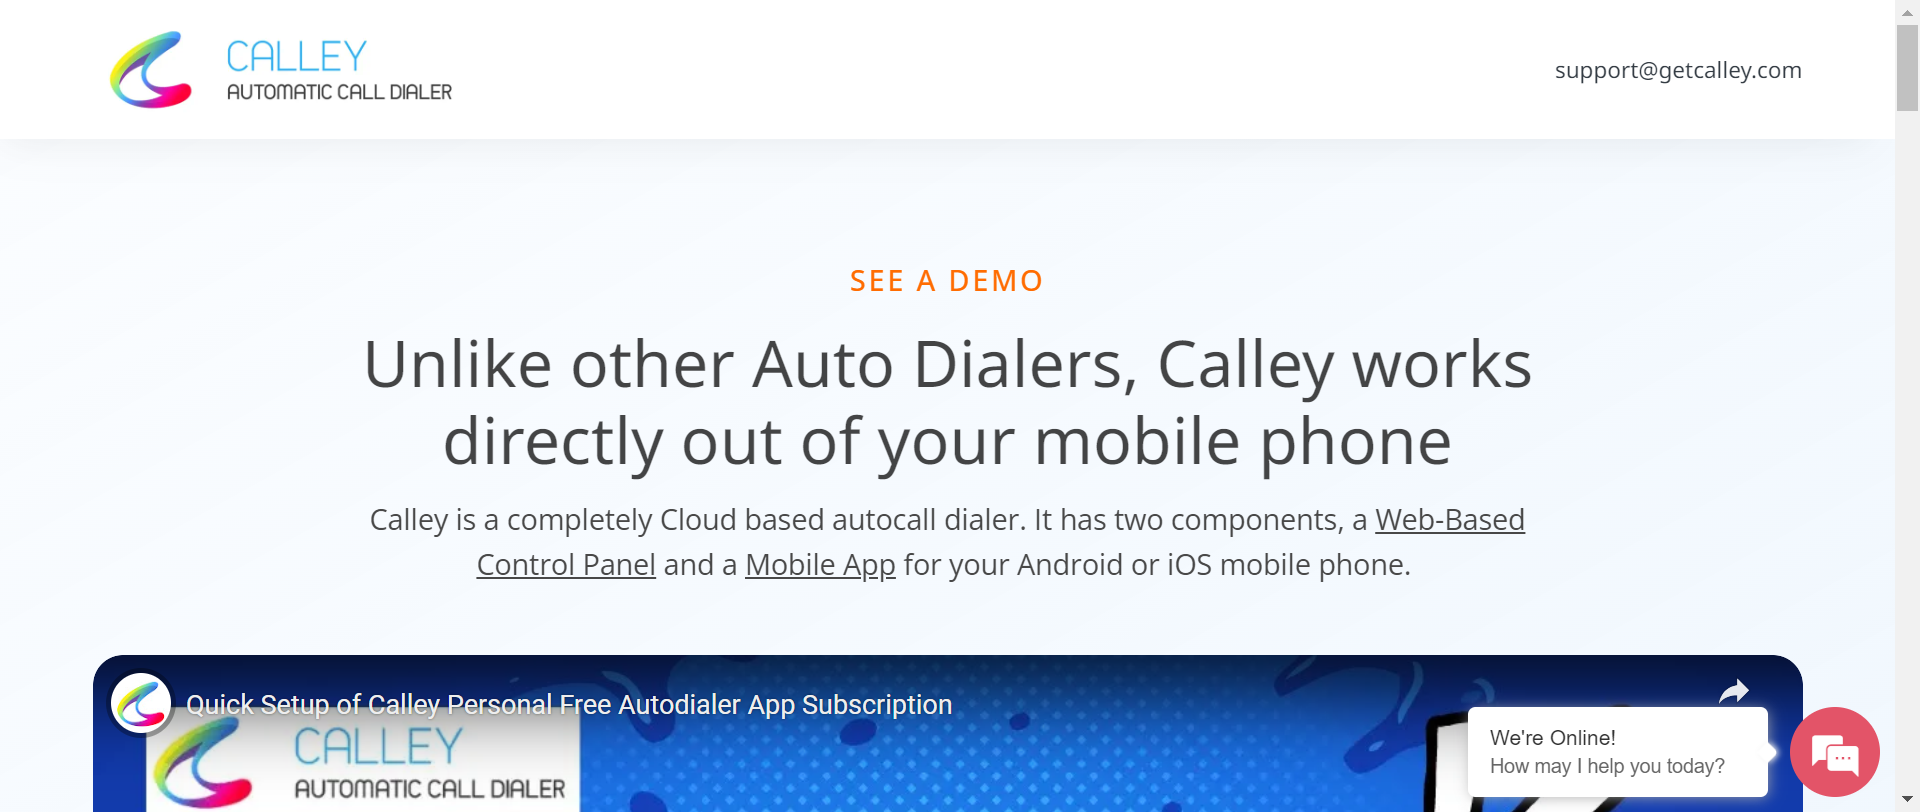 CALLEY
AUTOMATIC CALL DIALER
support@getcalley.com
SEE A DEMO
Unlike other Auto Dialers, Calley works
directly out of your mobile phone
Calley is a completely Cloud based autocall dialer. It has two components, a Web-Based
Control Panel and a Mobile App for your Android or iOS mobile phone.
Quick Setup of Calley Personal Free Autodialer App Subscription
CALLEY
AUTOMATIC CALL DIALER
We're Online!
How may I help you today?